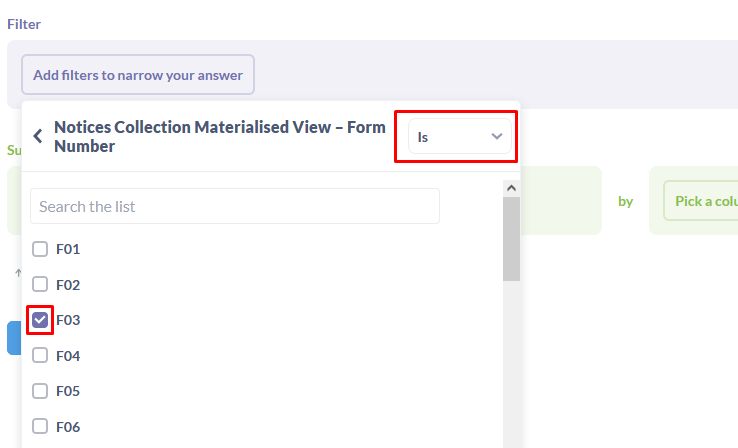 Filter
Add filters to narrow your answer
Notices Collection Materialised View – Form
Number
Is
Su
by
Pick a colu
Search the list
F01
F02
F03
F04
F05
F06